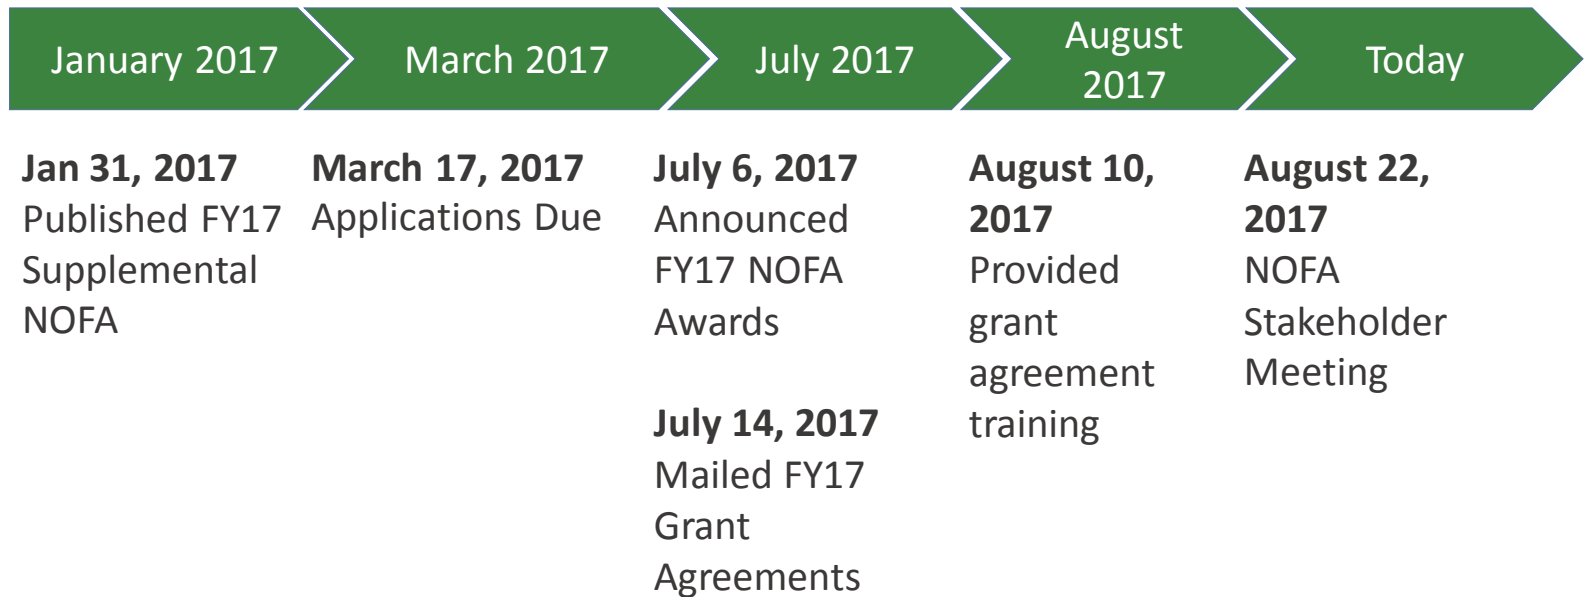 January 2017
March 2017
July 2017
August
2017
Today
Jan 31, 2017
Published FY17
Supplemental
NOFA
March 17, 2017
Applications Due
July 6, 2017
Announced
FY17 NOFA
Awards
July 14, 2017
Mailed FY17
Grant
Agreements
August 10,
2017
Provided
grant
agreement
training
August 22,
2017
NOFA
Stakeholder
Meeting